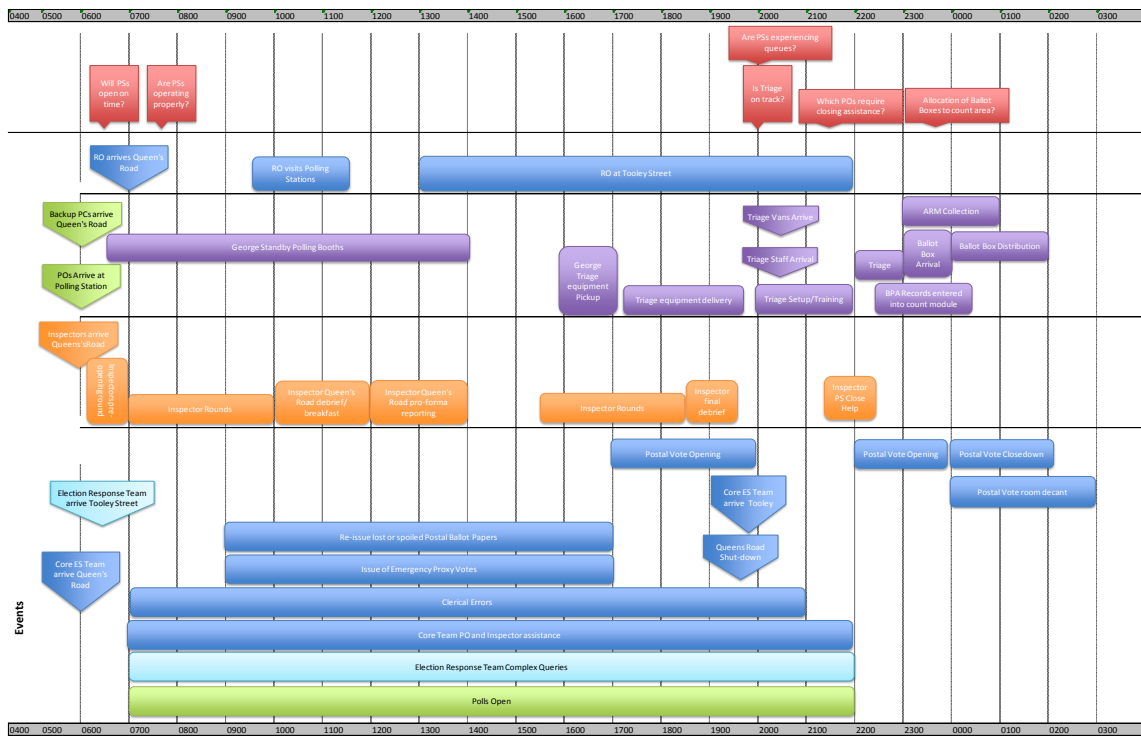 0400 0500 0600 0700 0800 0900 1000 1100 1200 1300 1400 1500 1600 1700 1800 1900 2000 2100 2200 2300 0000 0100 0200 0300
Are PSs experiencing
queues?
Will PSs
open on
time?
Are PSs
operating
properly?
Is Triage
on track?
Which POs require
closing assistance?
Allocation of Ballot
Boxes to count area?
RO arrives Queen's
Road
RO visits Polling
Stations
RO at Tooley Street
Backup PCs arrive
Queen's Road
George Standby Polling Booths
POs Arrive at
Polling Station
George
Triage
equipment
Pickup
Triage equipment delivery
Triage Vans Arrive
Triage Staff Arrival
Triage Setup/Training
Triage
ARM Collection
Ballot
Box
Arrival
Ballot Box Distribution
BPA Records entered
into count module
Inspectors arrive
Queens'sRoad
Inspectorspre-
openinground
Inspector Rounds
Inspector Queen's
Road debrief/
breakfast
Inspector Queen's
Road pro-forma
reporting
Inspector Rounds
Inspector
final
debrief
Inspector
PS Close
Help
Postal Vote Opening
Postal Vote Opening
Postal Vote Closedown
Postal Vote room decant
Election Response Team
arrive Tooley Street
Core ES Team
arrive Tooley
Re-issue lost or spoiled Postal Ballot Papers
Queens Road
Shut-down
Core ES Team
arrive Queen's
Road
Issue of Emergency Proxy Votes
Clerical Errors
Events
Core Team PO and Inspector assistance
Election Response Team Complex Queries
Polls Open
0400 0500 0600 0700 0800 0900 1000 1100 1200 1300 1400 1500 1600 1700 1800 1900 2000 2100 2200 2300 0000 0100 0200 0300